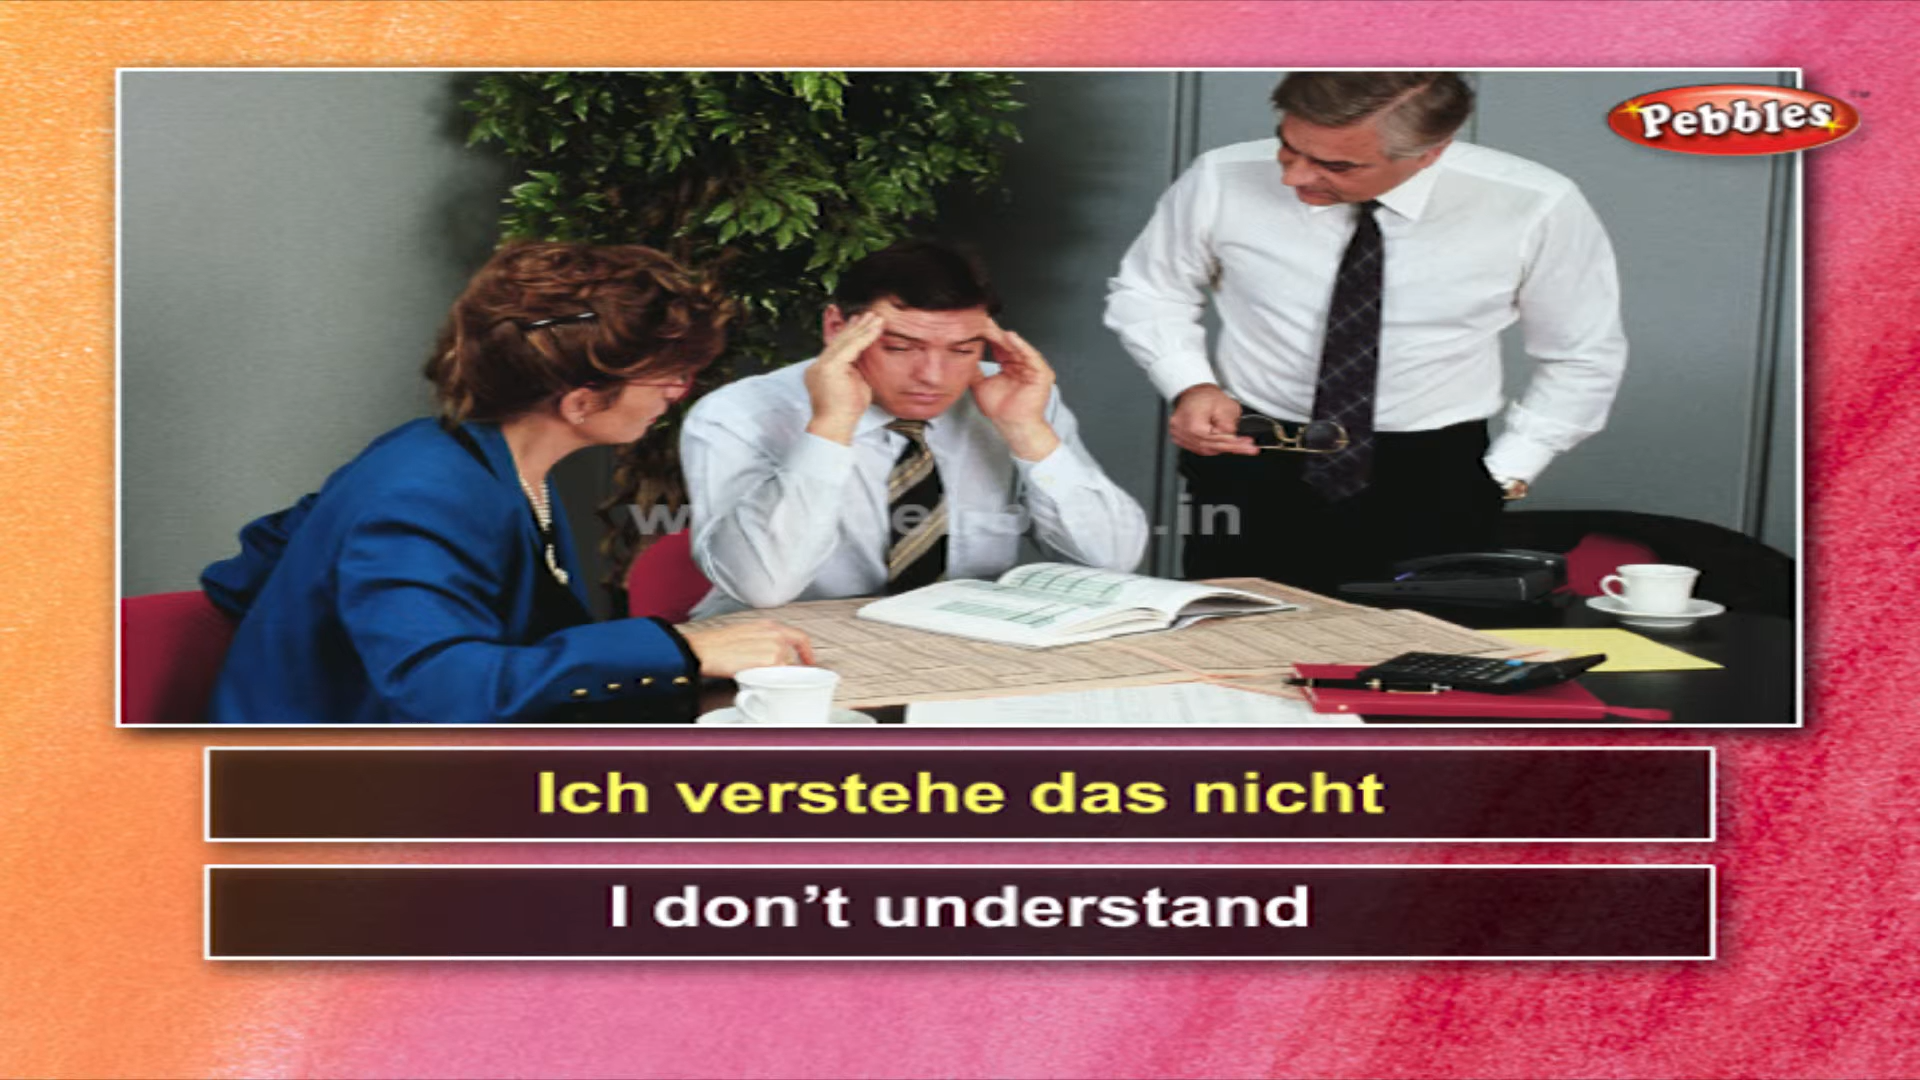 Pebbles
Ich verstehe das nicht
I don't understand